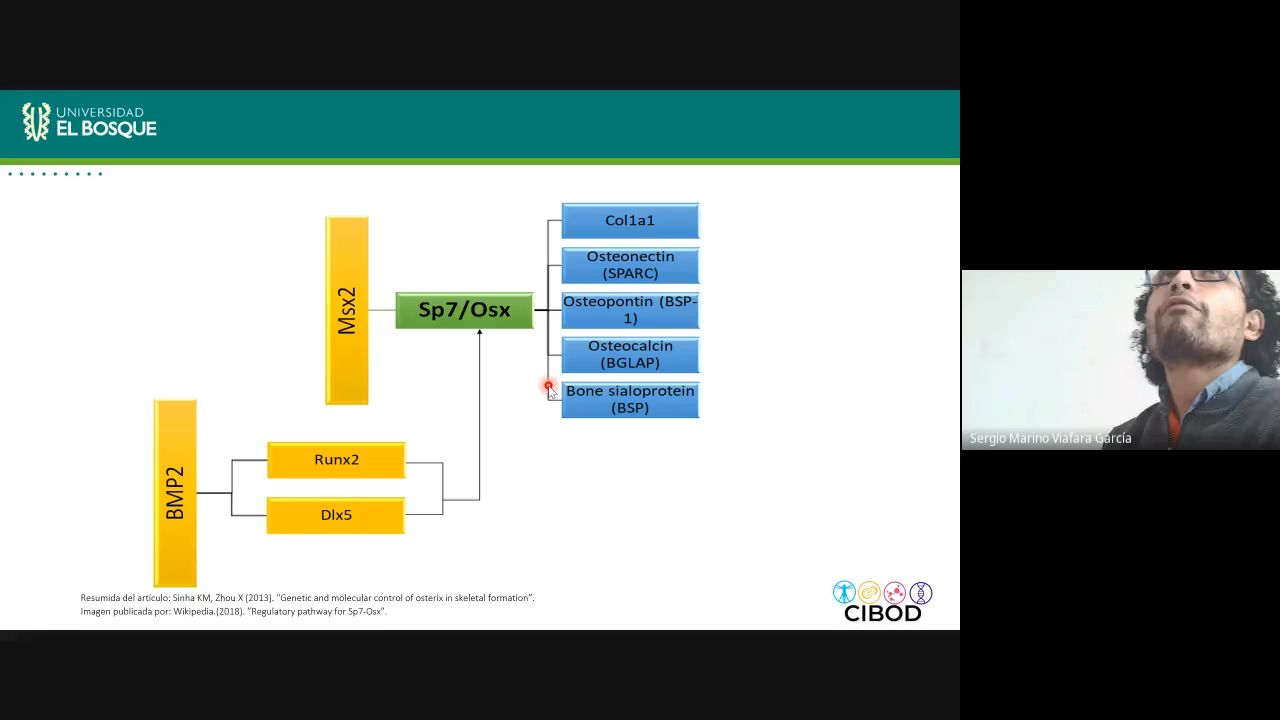 UNIVERSIDAD
EL BOSQUE
Col1a1
Osteonectin
(SPARC)
Msx2
Sp7/Osx
Osteopontin (BSP-
1)
Osteocalcin
(BGLAP)
Bone sialoprotein
(BSP)
BMP2
Runx2
Dlx5
Sergio Marino Viafara García
Resumida del artículo: Sinha KM, Zhou X (2013). "Genetic and molecular control of osterix in skeletal formation”.
Imagen publicada por: Wikipedia.(2018). ”Regulatory pathway for Sp7-Osx”.
CIBOD